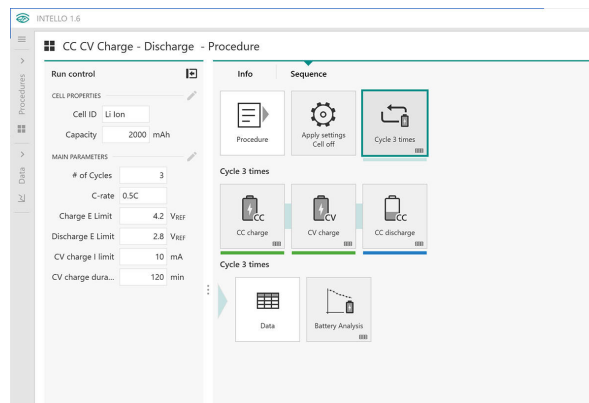 INTELLO 1.6
CC CV Charge - Discharge - Procedure
Procedures
Data
Run control
CELL PROPERTIES
Cell ID Li Ion
Capacity 2000 mAh
MAIN PARAMETERS
# of Cycles 3
C-rate 0.5C
Charge E Limit 4.2 VREF
Discharge E Limit 2.8 VREF
CV charge I limit 10 mA
CV charge dura... 120 min
Info Sequence
Procedure
Apply settings
Cell off
Cycle 3 times
Cycle 3 times
CC
CV
CC
CC charge
CV charge
CC discharge
Cycle 3 times
Data
Battery Analysis